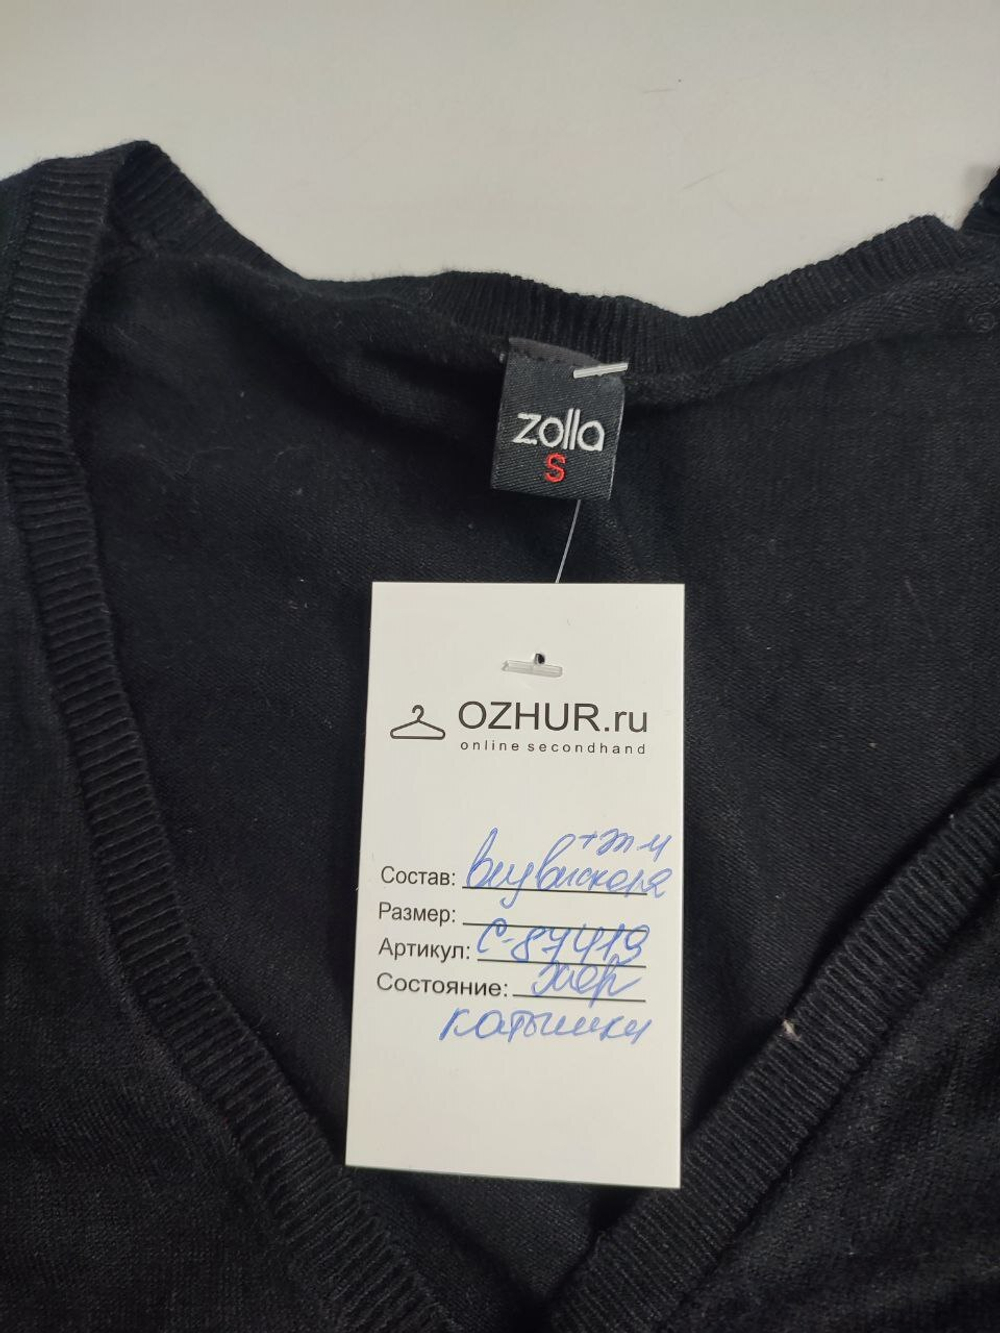 zolla
S
OZHUR.ru
online secondhand
Состав: вискоза
Размер:
Артикул: С-87419
Состояние: хор
катышки